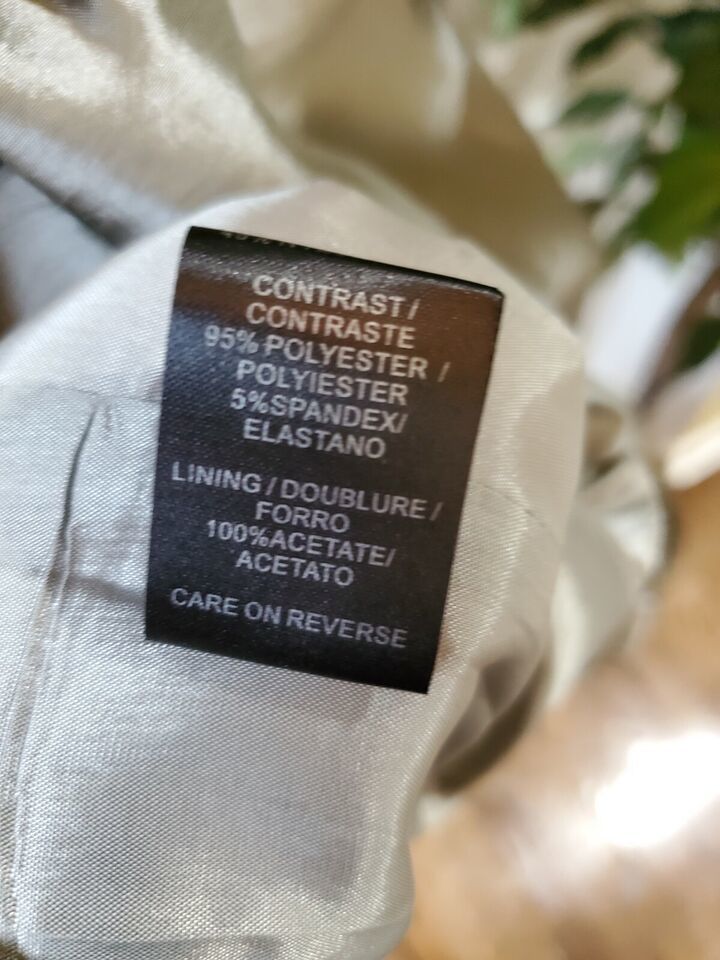 CONTRAST/
CONTRASTE
95% POLYESTER /
POLYIESTER
5%SPANDEX/
ELASTANO
LINING / DOUBLURE /
FORRO
100%ACETATE/
ACETATO
CARE ON REVERSE